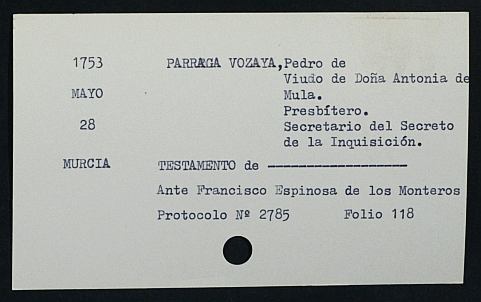 1753 PARRAGA VOZAYA, Pedro de
Viudo de Doña Antonia de
MAYO Mula.
Presbítero.
28 Secretario del Secreto
de la Inquisición.
MURCIA TESTAMENTO de ------------------
Ante Francisco Espinosa de los Monteros
Protocolo Nº 2785 Folio 118